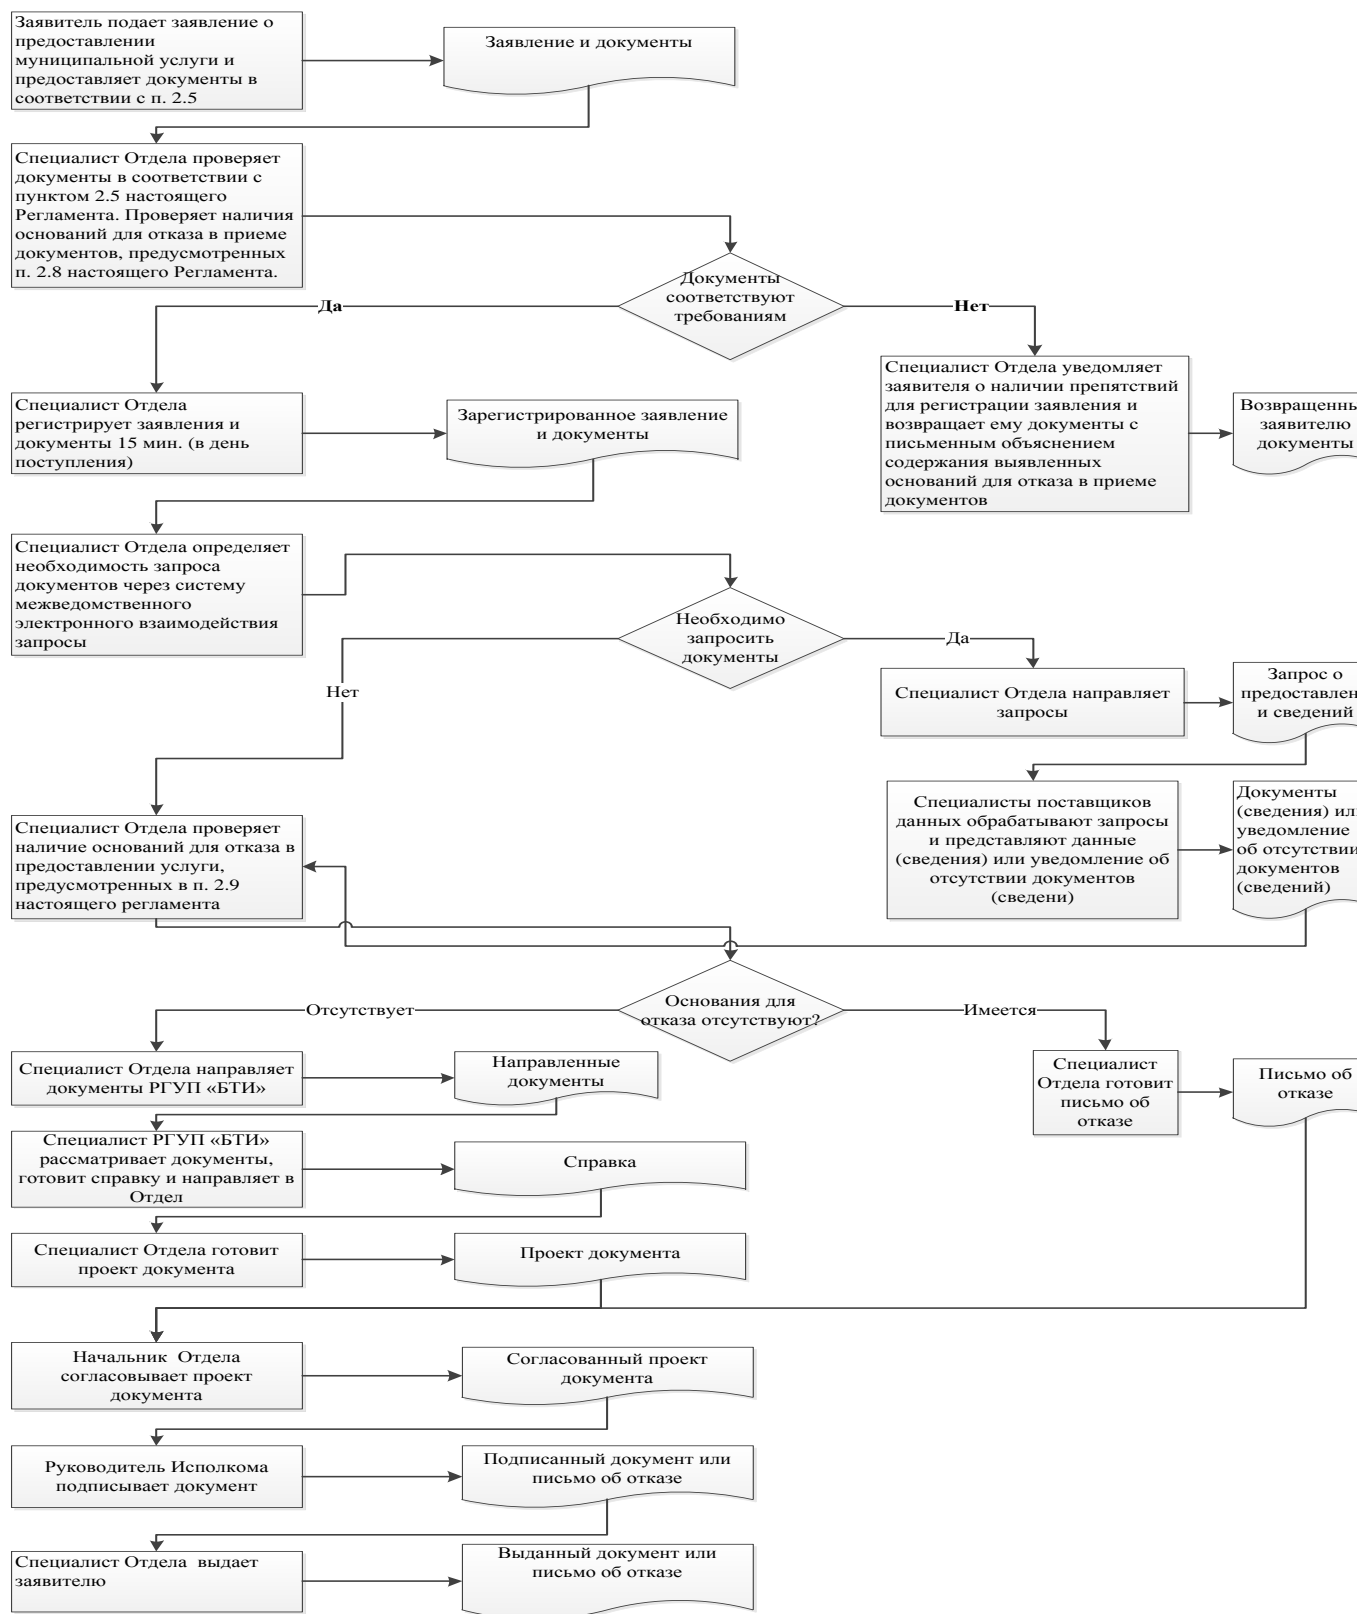 Заявитель подает заявление о
предоставлении
муниципальной услуги и
предоставляет документы в
соответствии с п. 2.5
Заявление и документы
Специалист Отдела проверяет
документы в соответствии с
пунктом 2.5 настоящего
Регламента. Проверяет наличия
оснований для отказа в приеме
документов, предусмотренных
п. 2.8 настоящего Регламента.
Документы
соответствуют
требованиям
Да
Нет
Специалист Отдела
регистрирует заявления и
документы 15 мин. (в день
поступления)
Зарегистрированное заявление
и документы
Специалист Отдела уведомляет
заявителя о наличии препятствий
для регистрации заявления и
возвращает ему документы с
письменным объяснением
содержания выявленных
оснований для отказа в приеме
документов
Возвращенны
заявителю
документы
Специалист Отдела определяет
необходимость запроса
документов через систему
межведомственного
электронного взаимодействия
запросы
Необходимо
запросить
документы
Да
Нет
Специалист Отдела направляет
запросы
Запрос о
предоставлен
и сведений
Специалисты поставщиков
данных обрабатывают запросы
и представляют данные
(сведения) или уведомление об
отсутствии документов
(сведени)
Документы
(сведения) или
уведомление
об отсутствии
документов
(сведений)
Специалист Отдела проверяет
наличие оснований для отказа в
предоставлении услуги,
предусмотренных в п. 2.9
настоящего регламента
Основания для
отказа отсутствуют?
Отсутствует
Имеется
Специалист Отдела направляет
документы РГУП «БТИ»
Направленные
документы
Специалист
Отдела готовит
письмо об
отказе
Письмо об
отказе
Специалист РГУП «БТИ»
рассматривает документы,
готовит справку и направляет в
Отдел
Справка
Специалист Отдела готовит
проект документа
Проект документа
Начальник  Отдела
согласовывает проект
документа
Согласованный проект
документа
Руководитель Исполкома
подписывает документ
Подписанный документ или
письмо об отказе
Специалист Отдела  выдает
заявителю
Выданный документ или
письмо об отказе